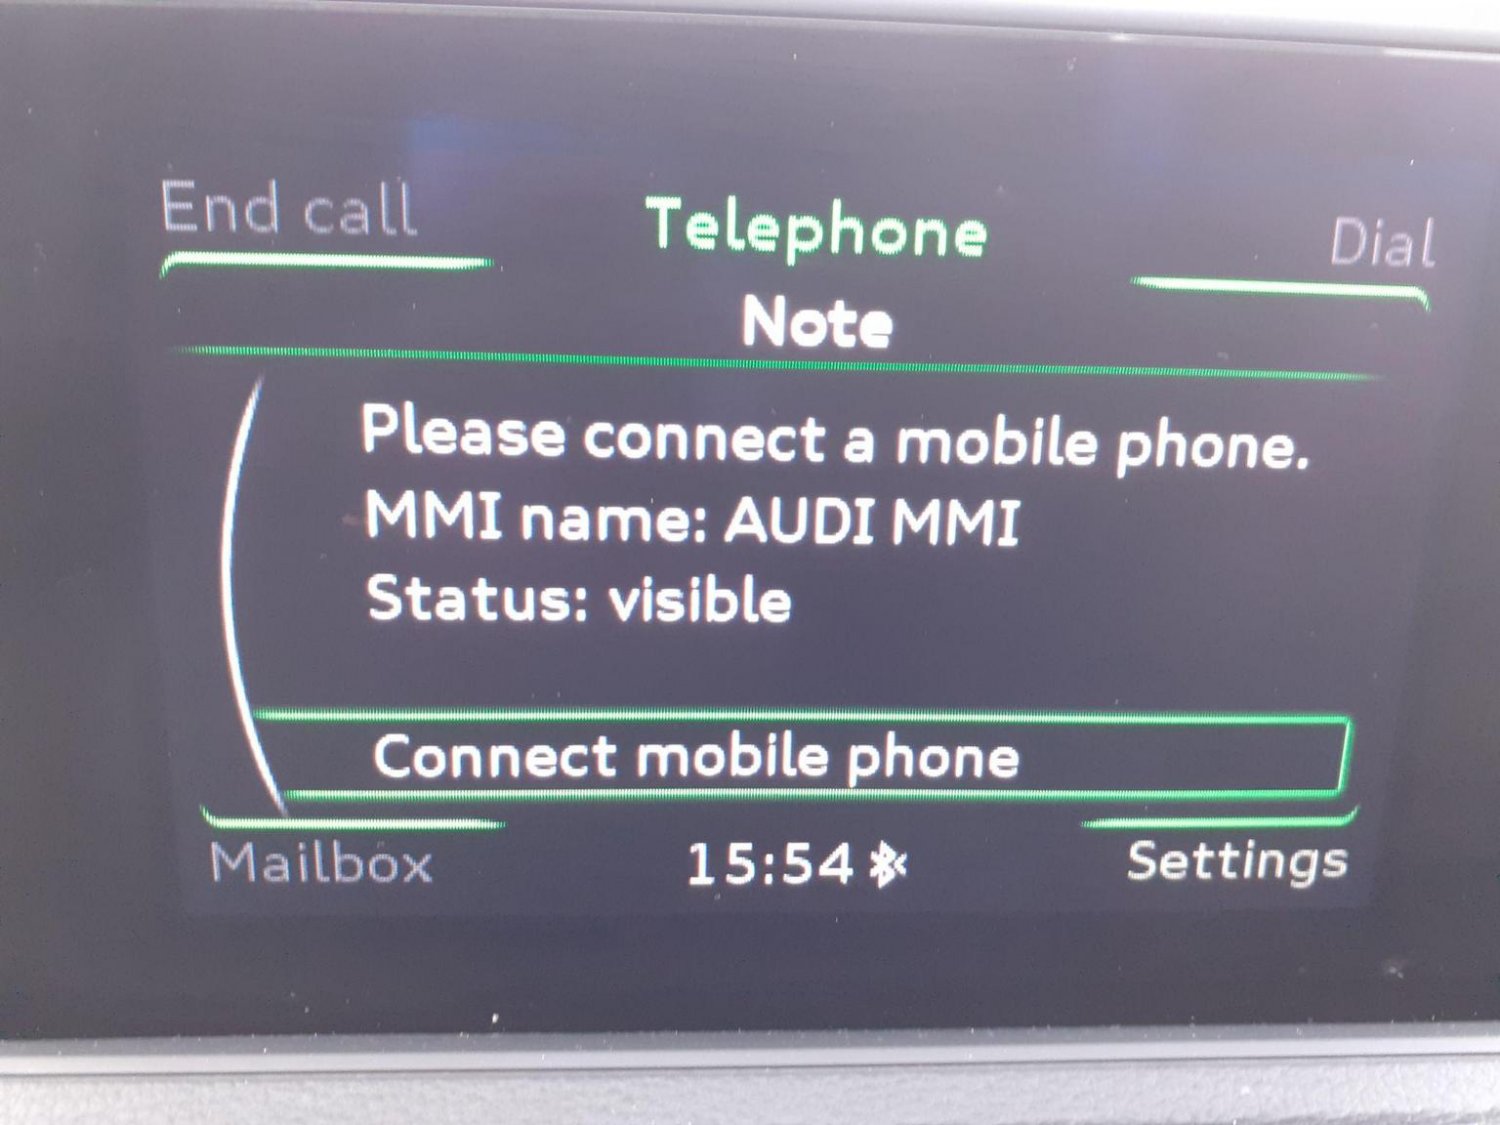 End call
Telephone
Dial
Note
Please connect a mobile phone.
MMI name: AUDI MMI
Status: visible
Connect mobile phone
Mailbox
15:54
Settings